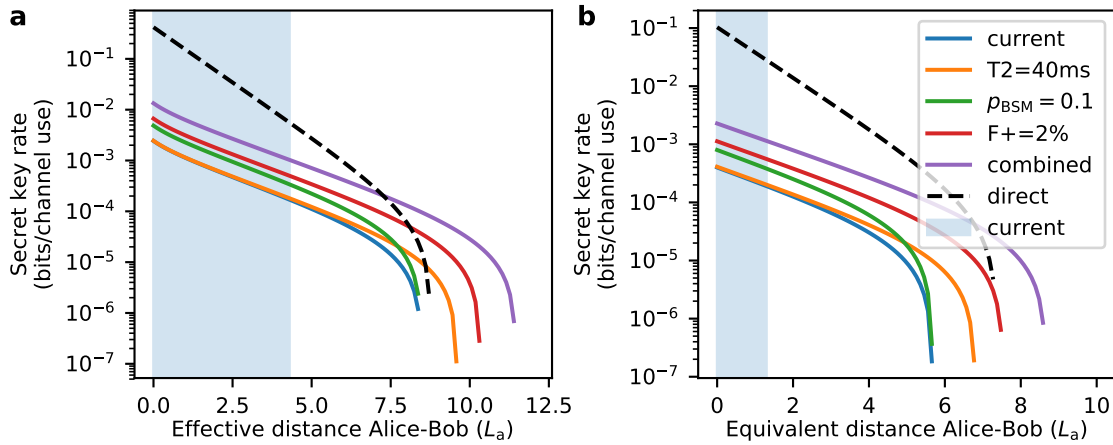 a
Secret key rate
(bits/channel use)
10⁻¹
10⁻²
10⁻³
10⁻⁴
10⁻⁵
10⁻⁶
10⁻⁷
0.0 2.5 5.0 7.5 10.0 12.5
Effective distance Alice-Bob (Lₐ)
b
Secret key rate
(bits/channel use)
10⁻¹
10⁻²
10⁻³
10⁻⁴
10⁻⁵
10⁻⁶
10⁻⁷
0 2 4 6 8 10
Equivalent distance Alice-Bob (Lₐ)
current
T2=40ms
p_BSM = 0.1
F+=2%
combined
direct
current